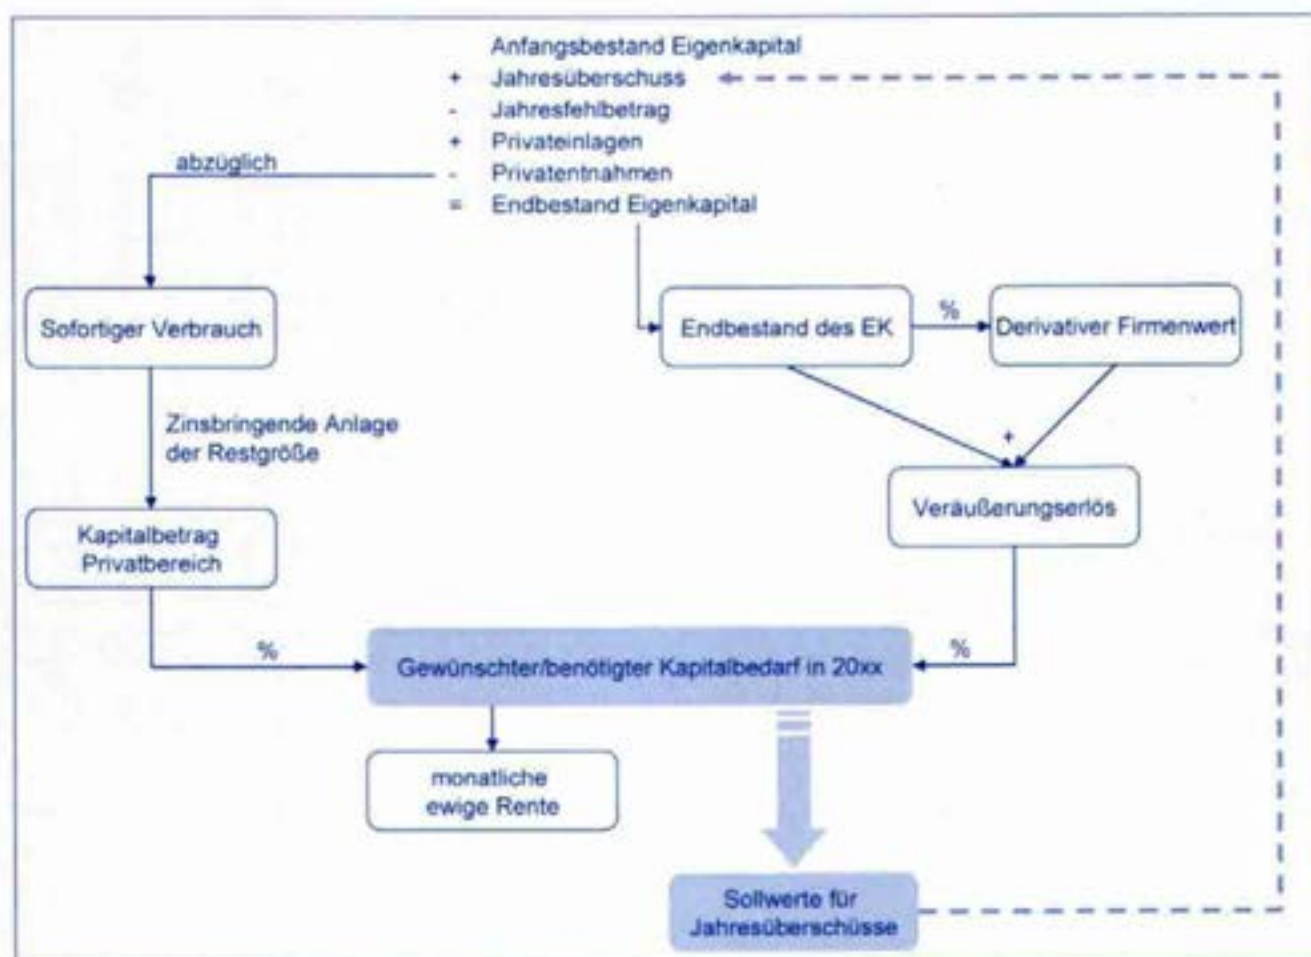 Anfangsbestand Eigenkapital
+ Jahresüberschuss
- Jahresfehlbetrag
+ Privateinlagen
- Privatentnahmen
= Endbestand Eigenkapital
abzüglich
Sofortiger Verbrauch
Endbestand des EK
%
Derivativer Firmenwert
Zinsbringende Anlage
der Restgröße
+
Veräußerungserlös
Kapitalbetrag
Privatbereich
%
Gewünschter/benötigter Kapitalbedarf in 20xx
%
monatliche
ewige Rente
Sollwerte für
Jahresüberschüsse